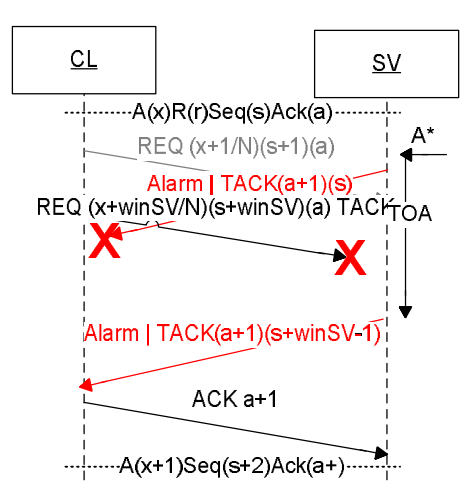 CL
SV
A(x)R(r)Seq(s)Ack(a)
A*
REQ (x+1/N)(s+1)(a)
Alarm | TACK(a+1)(s)
REQ (x+winSV/N)(s+winSV)(a) TACK
TOA
X
X
Alarm | TACK(a+1)(s+winSV-1)
ACK a+1
A(x+1)Seq(s+2)Ack(a+)